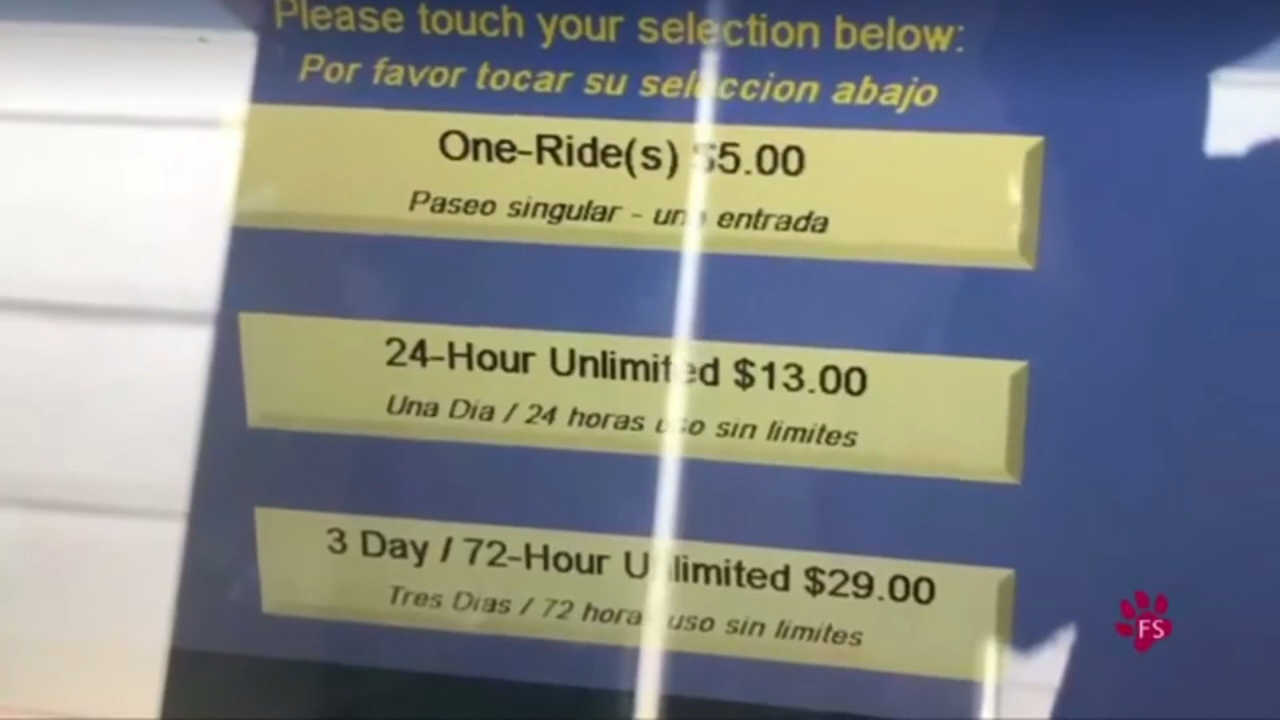 Please touch your selection below:
Por favor tocar su seleccion abajo
One-Ride(s) $5.00
Paseo singular - una entrada
24-Hour Unlimited $13.00
Una Dia / 24 horas uso sin limites
3 Day / 72-Hour Unlimited $29.00
Tres Dias / 72 horas uso sin limites
FS